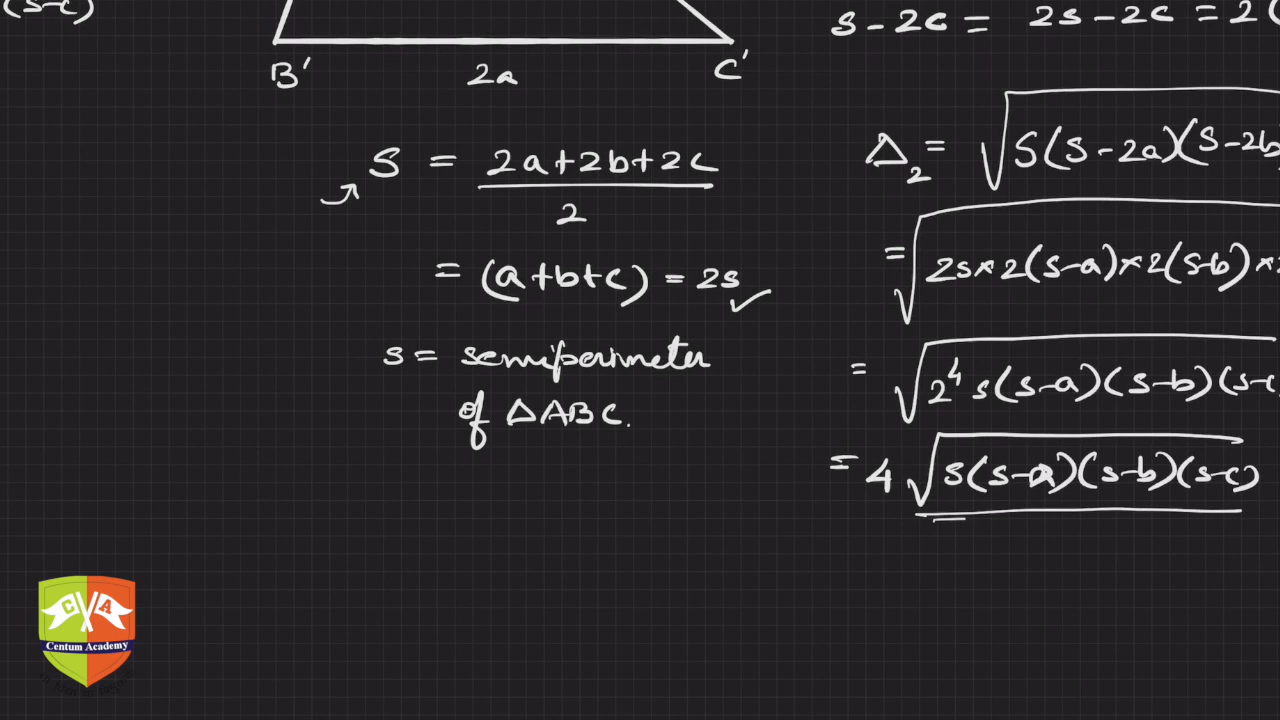 (s-c)
B' 2a C'
S = 2a+2b+2c
2
= (a+b+c) = 2s
s = semiperimeter
of ΔABC.
S - 2c = 2s - 2c = 2(
Δ₂ = √S(S-2a)(S-2b
= √2s×2(s-a)×2(s-b)×2
= √2⁴ s(s-a)(s-b)(s-c
= 4 √s(s-a)(s-b)(s-c)
C A
Centum Academy